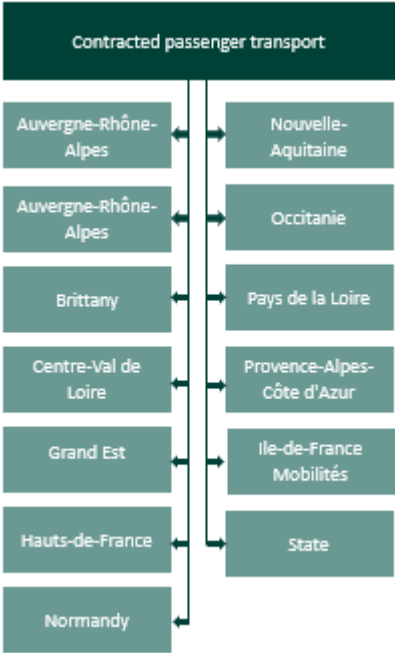 Contracted passenger transport
Auvergne-Rhône-
Alpes
Auvergne-Rhône-
Alpes
Brittany
Centre-Val de
Loire
Grand Est
Hauts-de-France
Normandy
Nouvelle-
Aquitaine
Occitanie
Pays de la Loire
Provence-Alpes-
Côte d'Azur
Ile-de-France
Mobilités
State